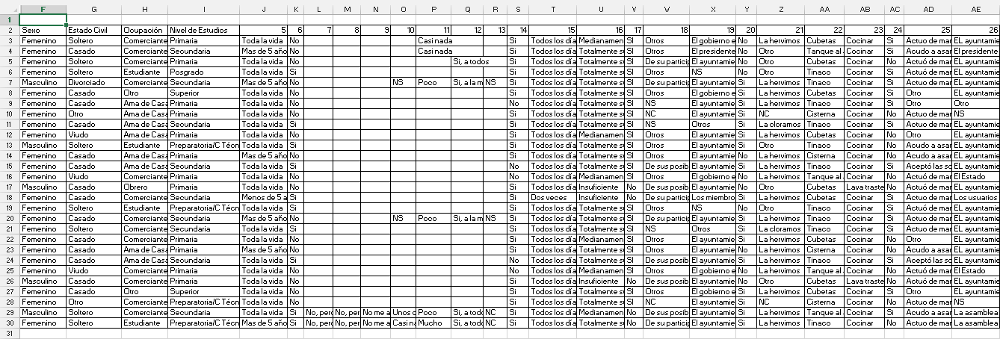 F G H I J K L M N O P Q R S T U V W X Y Z AA AB AC AD AE
1
2 Sexo Estado Civil Ocupación Nivel de Estudios 5 6 7 8 9 10 11 12 13 14 15 16 17 18 19 20 21 22 23 24 25 26
3 Femenino Soltero Comerciante Primaria Toda la vida No Casi nada Si Todos los día Medianamen SI Otros El gobierno e No La hervimos Cubetas Cocinar Si Actuo de mar EL ayuntamie
4 Femenino Casado Comerciante Secundaria Mas de 5 año No Casi nada Si Todos los día Totalmente su SI Otros El presidente No Otro Tanque al Cocinar Si Acudo a asar El presidente
5 Femenino Soltero Comerciante Primaria Toda la vida No Si, a todos Si Todos los día Totalmente su SI De su particip El ayuntamie No Otro Cubetas Cocinar No Actuó de mar EL ayuntamie
6 Femenino Soltero Estudiante Posgrado Toda la vida Si Si Todos los día Totalmente su SI Otros NS No Otro Tinaco Cocinar Si Actuó de mar EL ayuntamie
7 Masculino Divorciado Comerciante Secundaria Mas de 5 año No NS Poco Si, a la m NS Si Todos los día Totalmente su SI De su particip El ayuntamie Si La hervimos Tinaco Cocinar Si Actuó de mar EL ayuntamie
8 Femenino Casado Otro Superior Toda la vida No Si Todos los día Totalmente su SI Otros El gobierno e Si La hervimos Cubetas Cocinar Si Otro EL ayuntamie
9 Femenino Casado Ama de Casa Primaria Toda la vida No No Todos los día Totalmente su SI NS El ayuntamie Si La hervimos Tinaco Cocinar Si Otro Otro
10 Femenino Otro Ama de Casa Primaria Toda la vida No Si Todos los día Totalmente su SI NC El ayuntamie Si NC Cisterna Cocinar No Actuo de mar NS
11 Femenino Casado Ama de Casa Secundaria Toda la vida Si Si Todos los día Totalmente su SI NS Otros Si La cloramos Tinaco Cocinar Si Actuo de mar EL ayuntamie
12 Femenino Viudo Ama de Casa Primaria Toda la vida No Si Todos los día Medianamen SI Otros El ayuntamie Si La hervimos Cubetas Cocinar No Otro EL ayuntamie
13 Masculino Soltero Estudiante Preparatoria/C Técn Toda la vida Si Si Todos los día Totalmente su SI Otros El ayuntamie Si La hervimos Tinaco Cocinar No Acudo a asar EL ayuntamie
14 Femenino Casado Ama de Casa Primaria Mas de 5 año No Si Todos los día Totalmente su SI Otros El ayuntamie No La hervimos Cisterna Cocinar No Acudo a asar EL ayuntamie
15 Femenino Casado Ama de Casa Secundaria Toda la vida Si No Todos los día Totalmente su SI De sus posib El ayuntamie Si La hervimos Tinaco Cocinar Si Aceptó las so EL ayuntamie
16 Femenino Viudo Comerciante Primaria Toda la vida No No Todos los día Medianamen SI Otros El gobierno e No La hervimos Tanque al Cocinar No Actuó de mar El Estado
17 Masculino Casado Obrero Primaria Toda la vida No Si Todos los día Insuficiente No De sus posib El ayuntamie No Otro Cubetas Lava traste No Actuó de mar EL ayuntamie
18 Femenino Casado Comerciante Secundaria Menos de 5 a Si Si Dos veces Insuficiente No De su particip Los miembro Si La hervimos Cubetas Cocinar Si Actuo de mar Los usuarios
19 Femenino Soltero Estudiante Preparatoria/C Técn Toda la vida Si Si Todos los día Totalmente su SI Otros NS No Otro Tinaco Cocinar Si Actuó de mar EL ayuntamie
20 Femenino Casado Comerciante Secundaria Mas de 5 año No NS Poco Si, a la m NS Si Todos los día Totalmente su SI De su particip El ayuntamie Si La hervimos Tinaco Cocinar Si Actuó de mar EL ayuntamie
21 Femenino Soltero Comerciante Secundaria Toda la vida Si Si Todos los día Totalmente su SI NS Otros Si La cloramos Tinaco Cocinar Si Actuo de mar EL ayuntamie
22 Femenino Casado Comerciante Primaria Toda la vida No Si Todos los día Medianamen SI Otros El ayuntamie Si La hervimos Cubetas Cocinar No Otro EL ayuntamie
23 Femenino Casado Ama de Casa Primaria Mas de 5 año No Si Todos los día Totalmente su SI Otros El ayuntamie No La hervimos Cisterna Cocinar No Acudo a asar EL ayuntamie
24 Femenino Casado Ama de Casa Secundaria Toda la vida Si No Todos los día Totalmente su SI De sus posib El ayuntamie Si La hervimos Tinaco Cocinar Si Aceptó las so EL ayuntamie
25 Femenino Viudo Comerciante Primaria Toda la vida No No Todos los día Medianamen SI Otros El gobierno e No La hervimos Tanque al Cocinar No Actuó de mar El Estado
26 Masculino Casado Comerciante Primaria Toda la vida No Si Todos los día Insuficiente No De sus posib El ayuntamie No Otro Cubetas Lava traste No Actuó de mar EL ayuntamie
27 Femenino Casado Otro Superior Toda la vida No Si Todos los día Totalmente su SI Otros El gobierno e Si La hervimos Cubetas Cocinar Si Otro EL ayuntamie
28 Femenino Otro Comerciante Preparatoria/C Técn Toda la vida No Si Todos los día Totalmente su SI NC El ayuntamie Si NC Cisterna Cocinar No Actuo de mar NS
29 Masculino Soltero Comerciante Secundaria Toda la vida Si No, perc No, per No me a Unos c Poco Si, a todo NC Si Todos los día Medianamen No De sus posib El ayuntamie Si La hervimos Tanque al Cocinar Si Acudo a asar La asamblea
30 Femenino Soltero Estudiante Preparatoria/C Técn Mas de 5 año Si No, perc No, per No me a Casi na Mucho Si, a todo NC Si Todos los día Totalmente su No De su particip El ayuntamie Si La hervimos Tinaco Cocinar No Actuo de mar La asamblea
31